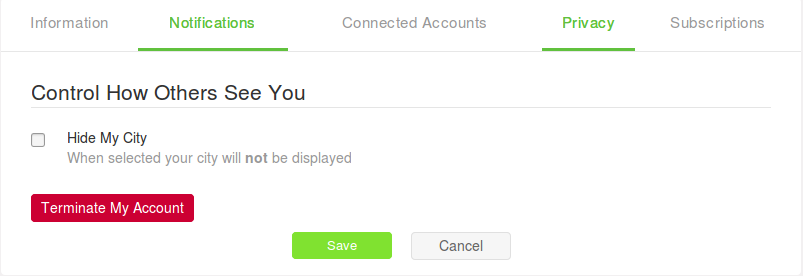 Information Notifications Connected Accounts Privacy Subscriptions
Control How Others See You
Hide My City
When selected your city will not be displayed
Terminate My Account
Save Cancel